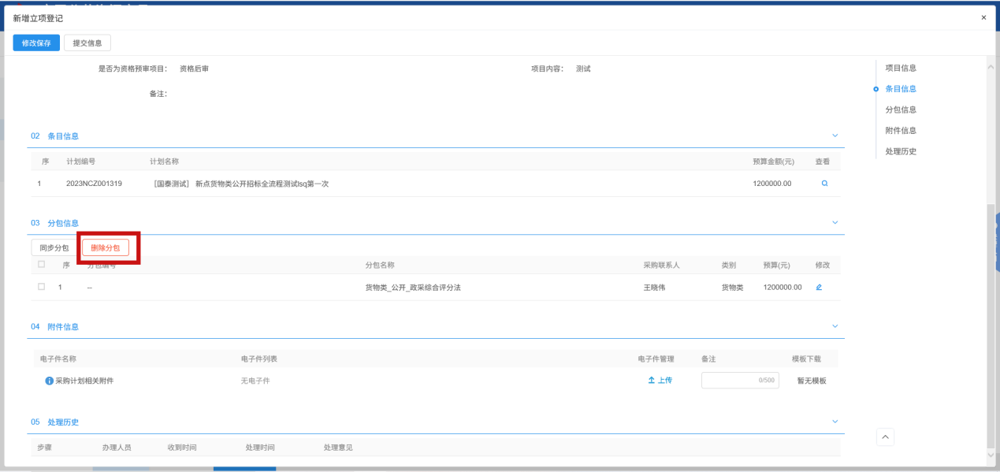 新增立项登记 ×
修改保存 提交信息
是否为资格预审项目： 资格后审 项目内容： 测试
备注：
项目信息
条目信息
分包信息
附件信息
处理历史
02 条目信息
序 计划编号 计划名称 预算金额(元) 查看
1 2023NCZ001319 [国泰测试] 新点货物类公开招标全流程测试lsq第一次 1200000.00
03 分包信息
同步分包 删除分包
序 分包编号 分包名称 采购联系人 类别 预算(元) 修改
1 -- 货物类_公开_政采综合评分法 王晓伟 货物类 1200000.00
04 附件信息
电子件名称 电子件列表 电子件管理 备注 模板下载
采购计划相关附件 无电子件 上传 0/500 暂无模板
05 处理历史
步骤 办理人员 收到时间 处理时间 处理意见